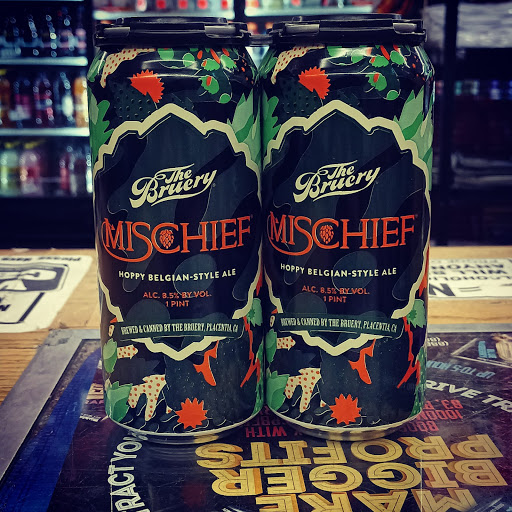 The
Bruery
MISCHIEF
HOPPY BELGIAN-STYLE ALE
ALC. 8.5% BY VOL.
1 PINT
BREWED & CANNED BY THE BRUERY, PLACENTIA, CA
The
Bruery
MISCHIEF
HOPPY BELGIAN-STYLE ALE
ALC. 8.5% BY VOL.
1 PINT
BREWED & CANNED BY THE BRUERY, PLACENTIA, CA
MAKE
BIGGER
PROFITS